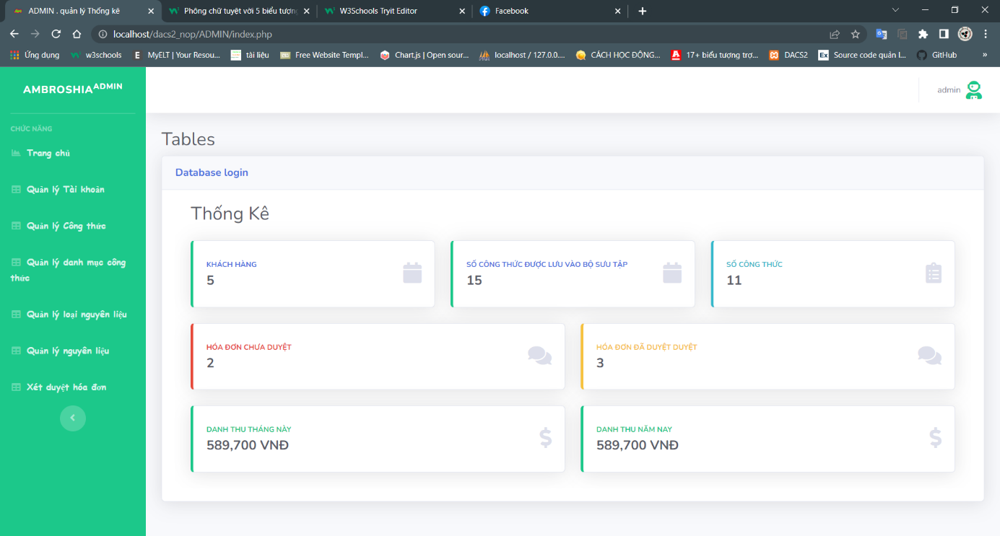 ADMIN . quản lý Thống kê
Phông chữ tuyệt vời 5 biểu tượng
W3Schools Tryit Editor
Facebook
localhost/dacs2_nop/ADMIN/index.php
Ứng dụng
w3schools
MyELT | Your Resou...
tài liệu
Free Website Templ...
Chart.js | Open sour...
localhost / 127.0.0....
CÁCH HỌC ĐỘNG...
17+ biểu tượng trợ...
DACS2
Source code quản l...
GitHub
»
AMBROSHIA ADMIN
admin
CHỨC NĂNG
Trang chủ
Quản lý Tài khoản
Quản lý Công thức
Quản lý danh mục công
thức
Quản lý loại nguyên liệu
Quản lý nguyên liệu
Xét duyệt hóa đơn
Tables
Database login
Thống Kê
KHÁCH HÀNG
5
SỐ CÔNG THỨC ĐƯỢC LƯU VÀO BỘ SƯU TẬP
15
SỐ CÔNG THỨC
11
HÓA ĐƠN CHƯA DUYỆT
2
HÓA ĐƠN ĐÃ DUYỆT DUYỆT
3
DANH THU THÁNG NÀY
589,700 VNĐ
DANH THU NĂM NAY
589,700 VNĐ